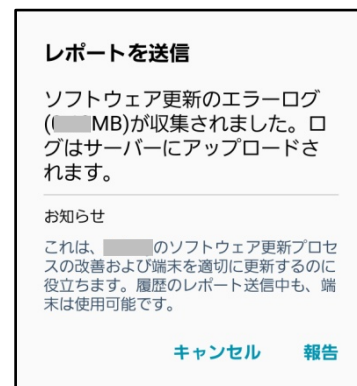 レポートを送信
ソフトウェア更新のエラーログ
( MB)が収集されました。ロ
グはサーバーにアップロードさ
れます。
お知らせ
これは、 のソフトウェア更新プロセ
スの改善および端末を適切に更新するのに
役立ちます。履歴のレポート送信中も、端
末は使用可能です。
キャンセル 報告